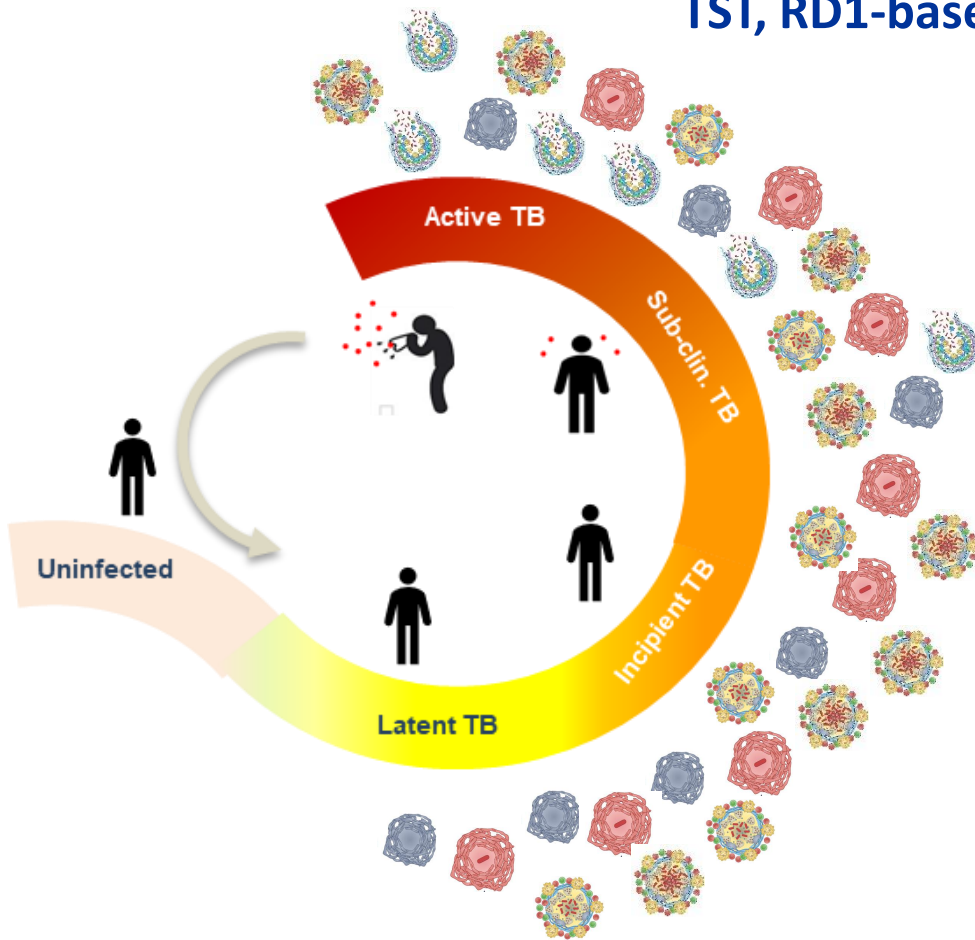 TST, RD1-base
Active TB
Sub-clin. TB
Uninfected
Incipient TB
Latent TB